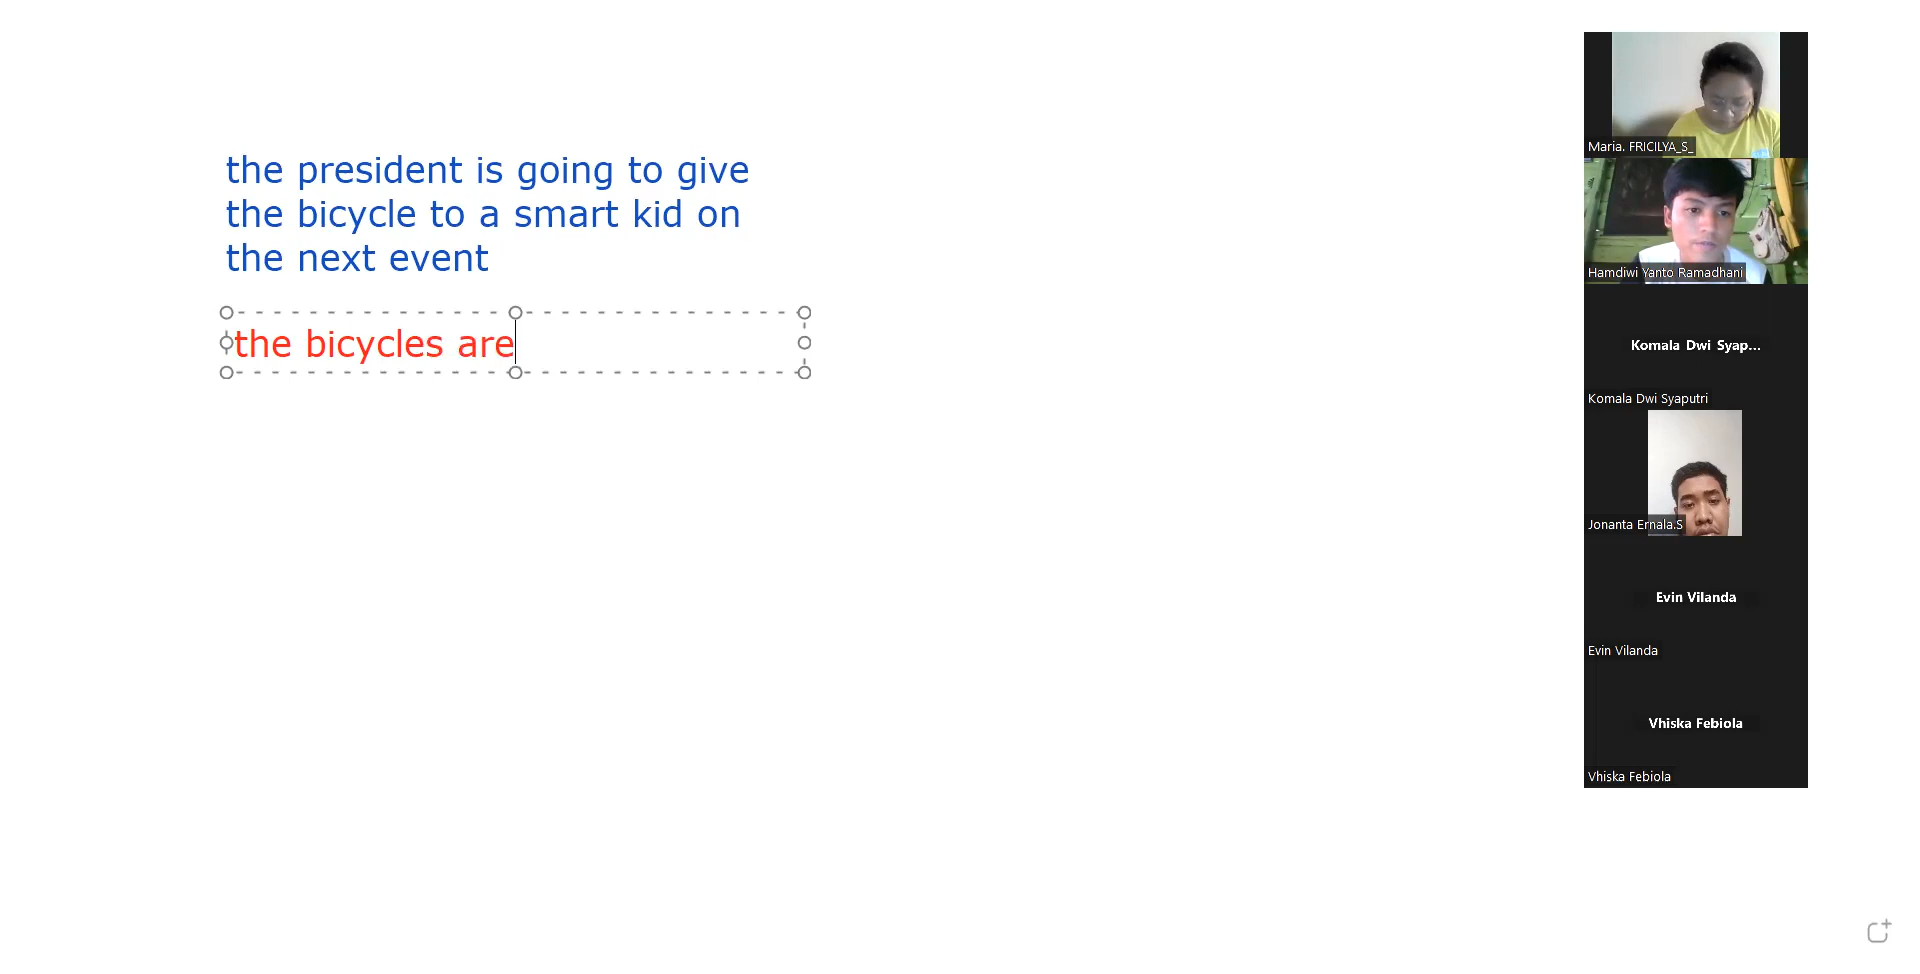 the president is going to give
the bicycle to a smart kid on
the next event
the bicycles are
Maria. FRICILYA_S_
Hamdiwi Yanto Ramadhani
Komala Dwi Syap...
Komala Dwi Syaputri
Jonanta Ernala.S
Evin Vilanda
Evin Vilanda
Vhiska Febiola
Vhiska Febiola